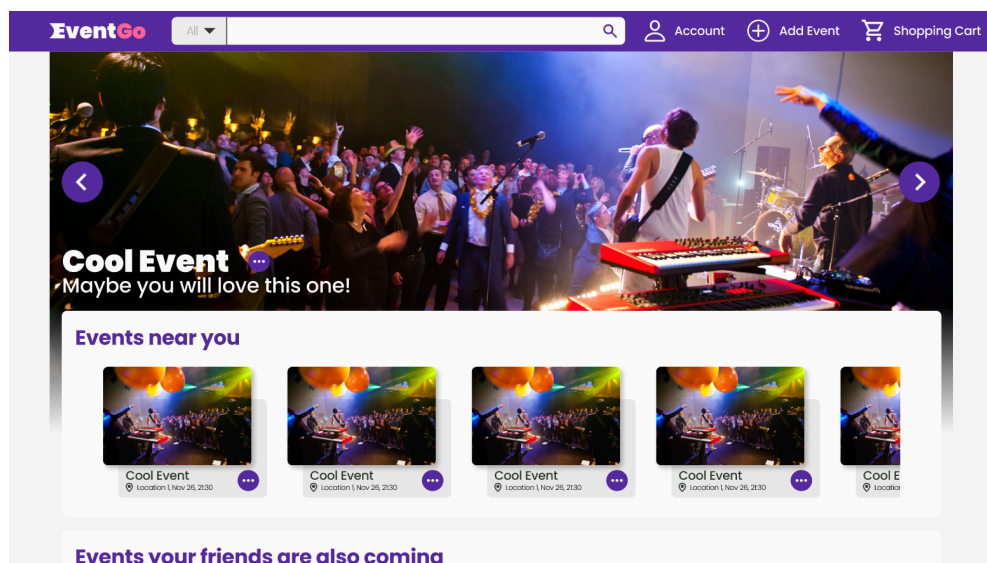 EventGo
All
Account
Add Event
Shopping Cart
Cool Event
Maybe you will love this one!
Events near you
Cool Event
Location 1, Nov 26, 21:30
Cool Event
Location 1, Nov 26, 21:30
Cool Event
Location 1, Nov 26, 21:30
Cool Event
Location 1, Nov 26, 21:30
Cool E
Locatio
Events your friends are also coming